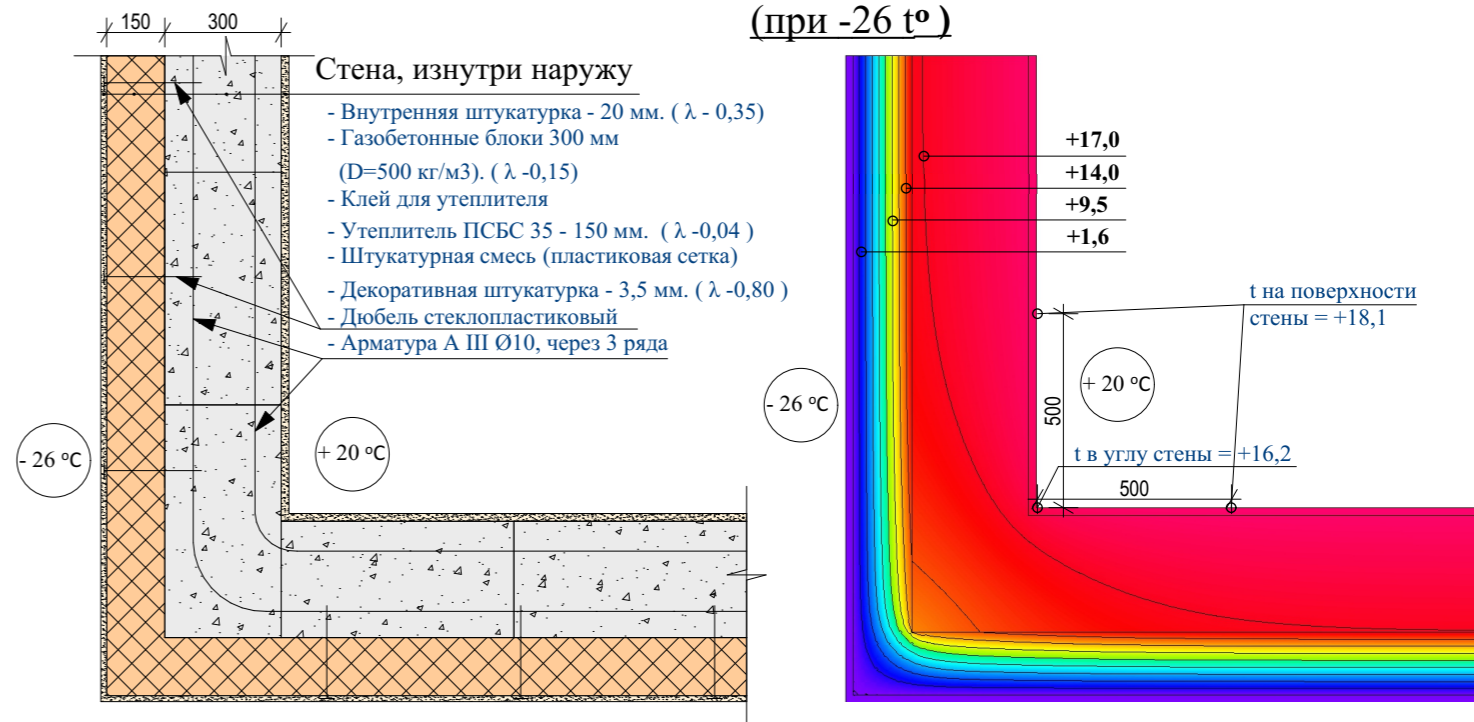 150
300
Стена, изнутри наружу
- Внутренняя штукатурка - 20 мм. ( λ - 0,35)
- Газобетонные блоки 300 мм
(D=500 кг/м3). ( λ -0,15)
- Клей для утеплителя
- Утеплитель ПСБС 35 - 150 мм. ( λ -0,04 )
- Штукатурная смесь (пластиковая сетка)
- Декоративная штукатурка - 3,5 мм. ( λ -0,80 )
- Дюбель стеклопластиковый
- Арматура А III Ø10, через 3 ряда
- 26 ºC
+ 20 ºC
(при -26 tº )
+17,0
+14,0
+9,5
+1,6
t на поверхности
стены = +18,1
- 26 ºC
+ 20 ºC
500
t в углу стены = +16,2
500